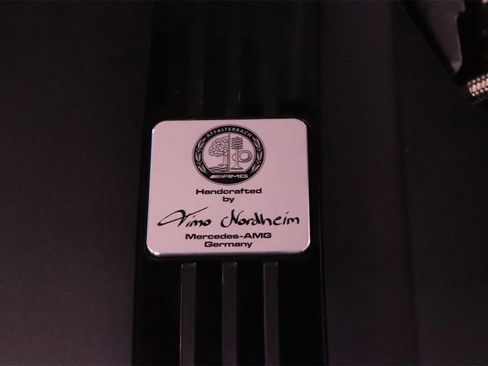 AFFALTERBACH
AMG
Handcrafted
by
Timo Nordheim
Mercedes-AMG
Germany